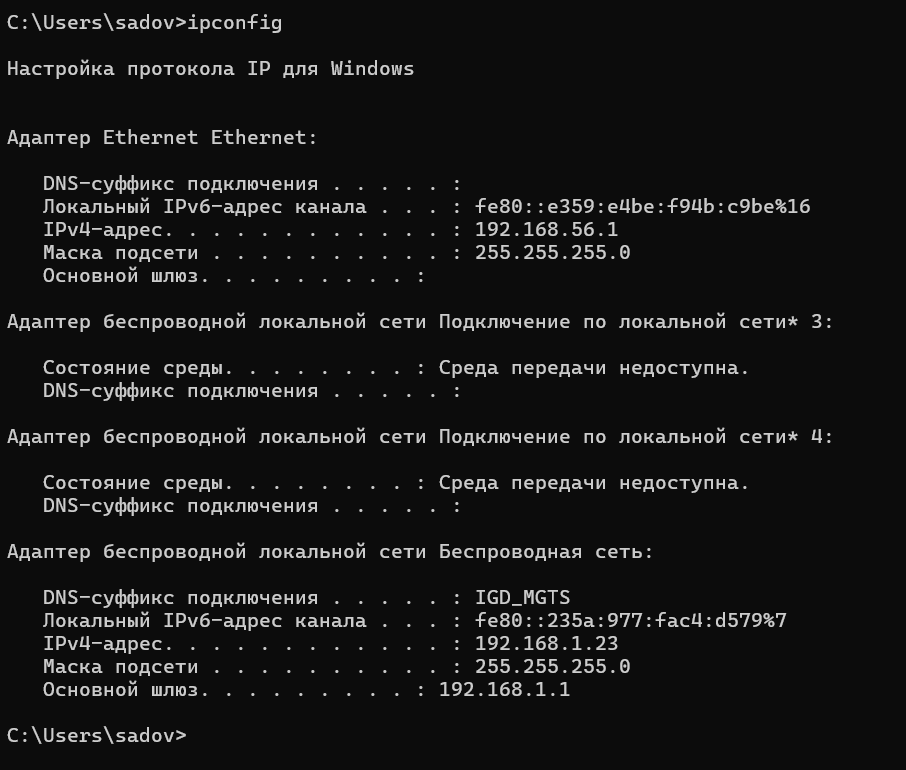 C:\Users\sadov>ipconfig
Настройка протокола IP для Windows
Адаптер Ethernet Ethernet:
DNS-суффикс подключения . . . . . :
Локальный IPv6-адрес канала . . . : fe80::e359:e4be:f94b:c9be%16
IPv4-адрес. . . . . . . . . . . . : 192.168.56.1
Маска подсети . . . . . . . . . . : 255.255.255.0
Основной шлюз. . . . . . . . . :
Адаптер беспроводной локальной сети Подключение по локальной сети* 3:
Состояние среды. . . . . . . . : Среда передачи недоступна.
DNS-суффикс подключения . . . . . :
Адаптер беспроводной локальной сети Подключение по локальной сети* 4:
Состояние среды. . . . . . . . : Среда передачи недоступна.
DNS-суффикс подключения . . . . . :
Адаптер беспроводной локальной сети Беспроводная сеть:
DNS-суффикс подключения . . . . . : IGD_MGTS
Локальный IPv6-адрес канала . . . : fe80::235a:977:fac4:d579%7
IPv4-адрес. . . . . . . . . . . . : 192.168.1.23
Маска подсети . . . . . . . . . . : 255.255.255.0
Основной шлюз. . . . . . . . . : 192.168.1.1
C:\Users\sadov>